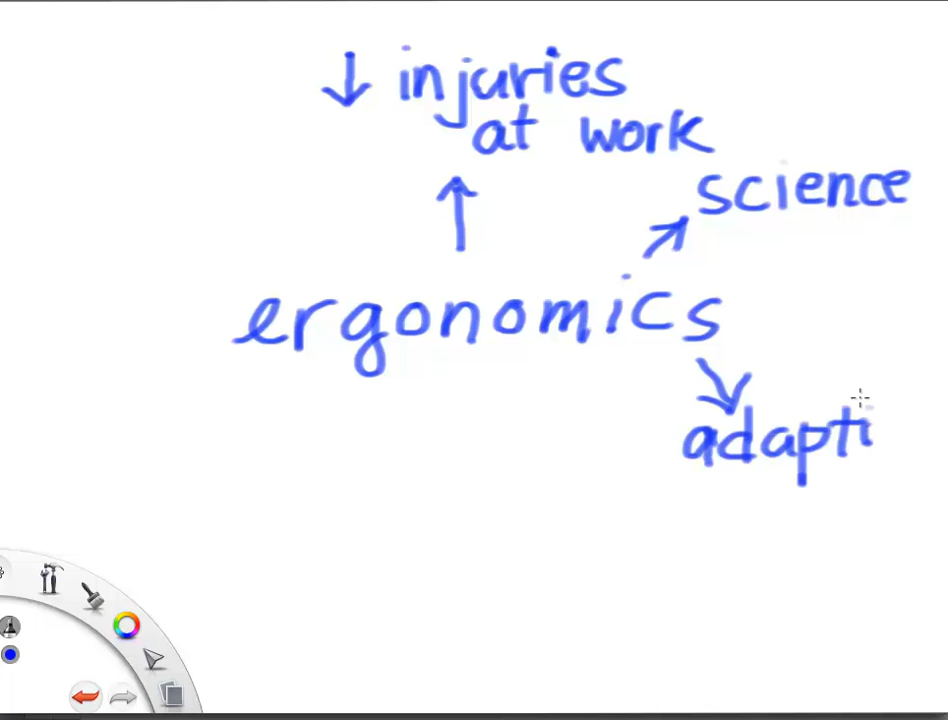 ↓ injuries
at work
science
ergonomics
adapti